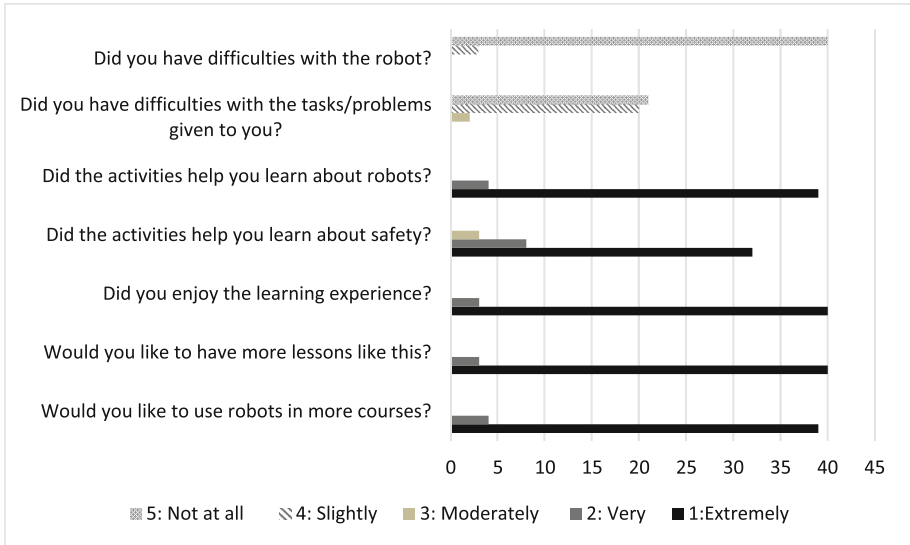 Did you have difficulties with the robot?
Did you have difficulties with the tasks/problems
given to you?
Did the activities help you learn about robots?
Did the activities help you learn about safety?
Did you enjoy the learning experience?
Would you like to have more lessons like this?
Would you like to use robots in more courses?
0 5 10 15 20 25 30 35 40 45
5: Not at all 4: Slightly 3: Moderately 2: Very 1:Extremely